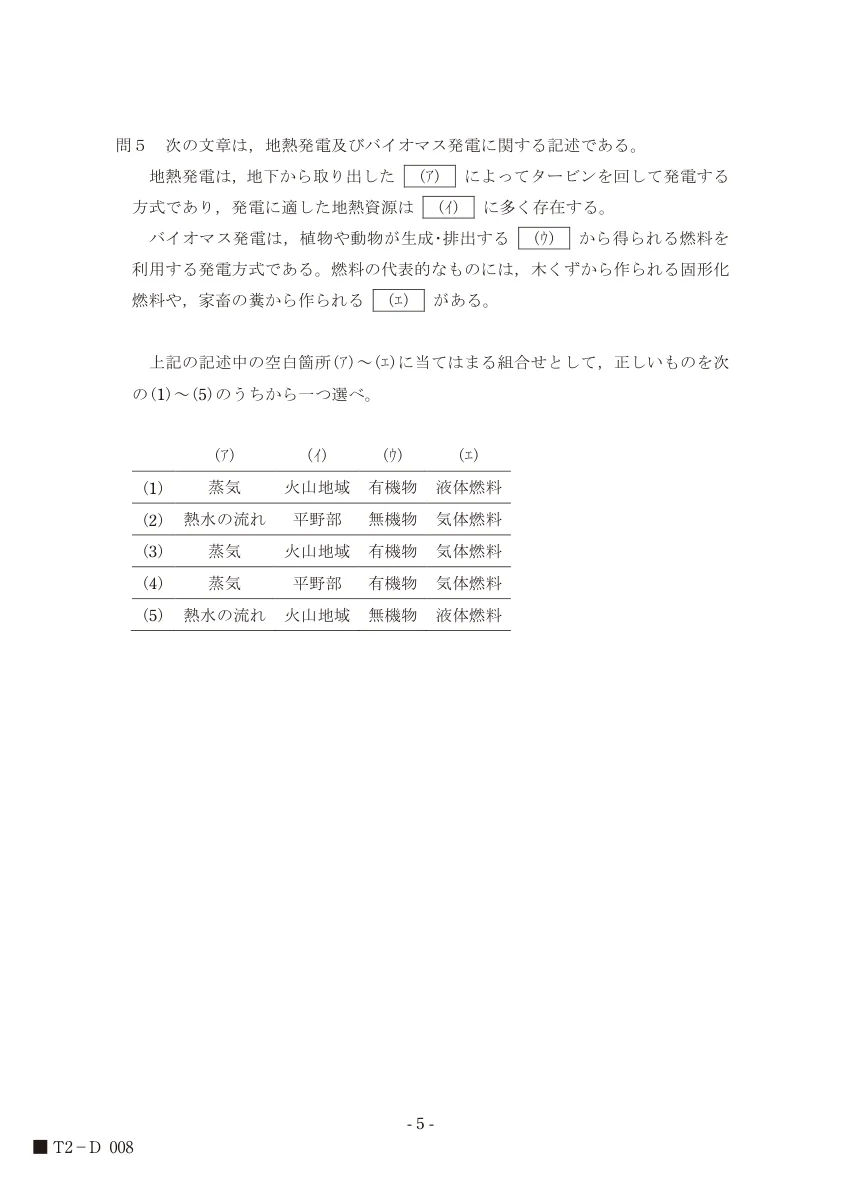 問５　次の文章は，地熱発電及びバイオマス発電に関する記述である。
地熱発電は，地下から取り出した (ｱ) によってタービンを回して発電する
方式であり，発電に適した地熱資源は (ｲ) に多く存在する。
バイオマス発電は，植物や動物が生成・排出する (ｳ) から得られる燃料を
利用する発電方式である。燃料の代表的なものには，木くずから作られる固形化
燃料や，家畜の糞から作られる (ｴ) がある。
上記の記述中の空白箇所(ｱ)～(ｴ)に当てはまる組合せとして，正しいものを次
の(1)～(5)のうちから一つ選べ。
(ｱ) (ｲ) (ｳ) (ｴ)
(1) 蒸気 火山地域 有機物 液体燃料
(2) 熱水の流れ 平野部 無機物 気体燃料
(3) 蒸気 火山地域 有機物 気体燃料
(4) 蒸気 平野部 有機物 気体燃料
(5) 熱水の流れ 火山地域 無機物 液体燃料
- 5 -
■ T2－D 008